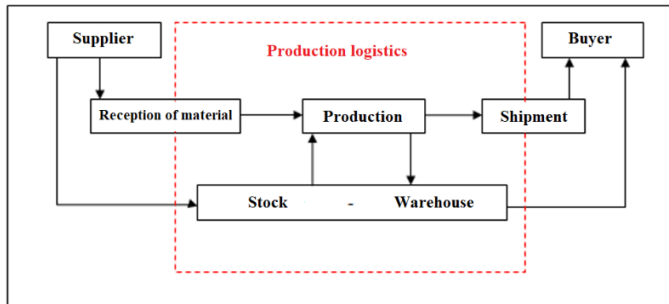 Supplier
Buyer
Production logistics
Reception of material
Production
Shipment
Stock - Warehouse